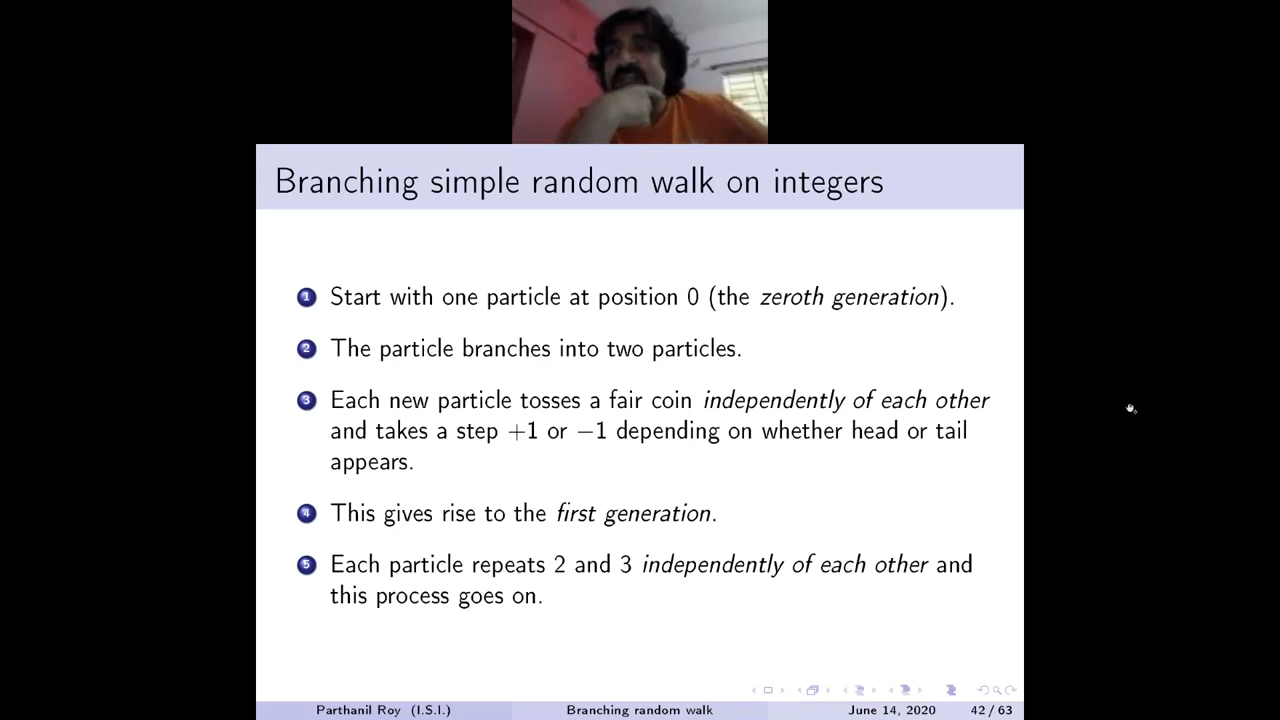 Branching simple random walk on integers
1 Start with one particle at position 0 (the zeroth generation).
2 The particle branches into two particles.
3 Each new particle tosses a fair coin independently of each other
and takes a step +1 or −1 depending on whether head or tail
appears.
4 This gives rise to the first generation.
5 Each particle repeats 2 and 3 independently of each other and
this process goes on.
Parthanil Roy (I.S.I.) Branching random walk June 14, 2020 42 / 63